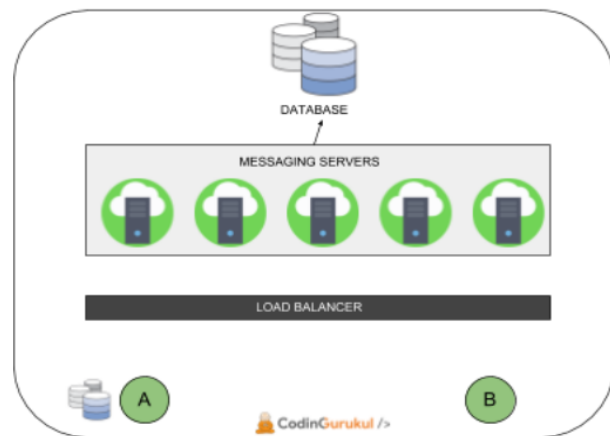 DATABASE
MESSAGING SERVERS
LOAD BALANCER
A
B
CodinGurukul />